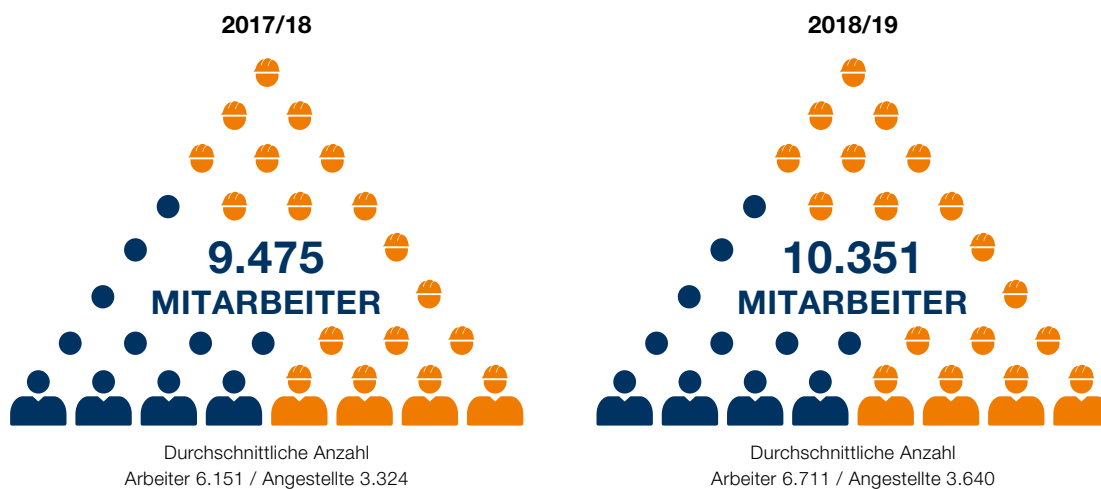 2017/18
9.475
MITARBEITER
Durchschnittliche Anzahl
Arbeiter 6.151 / Angestellte 3.324
2018/19
10.351
MITARBEITER
Durchschnittliche Anzahl
Arbeiter 6.711 / Angestellte 3.640